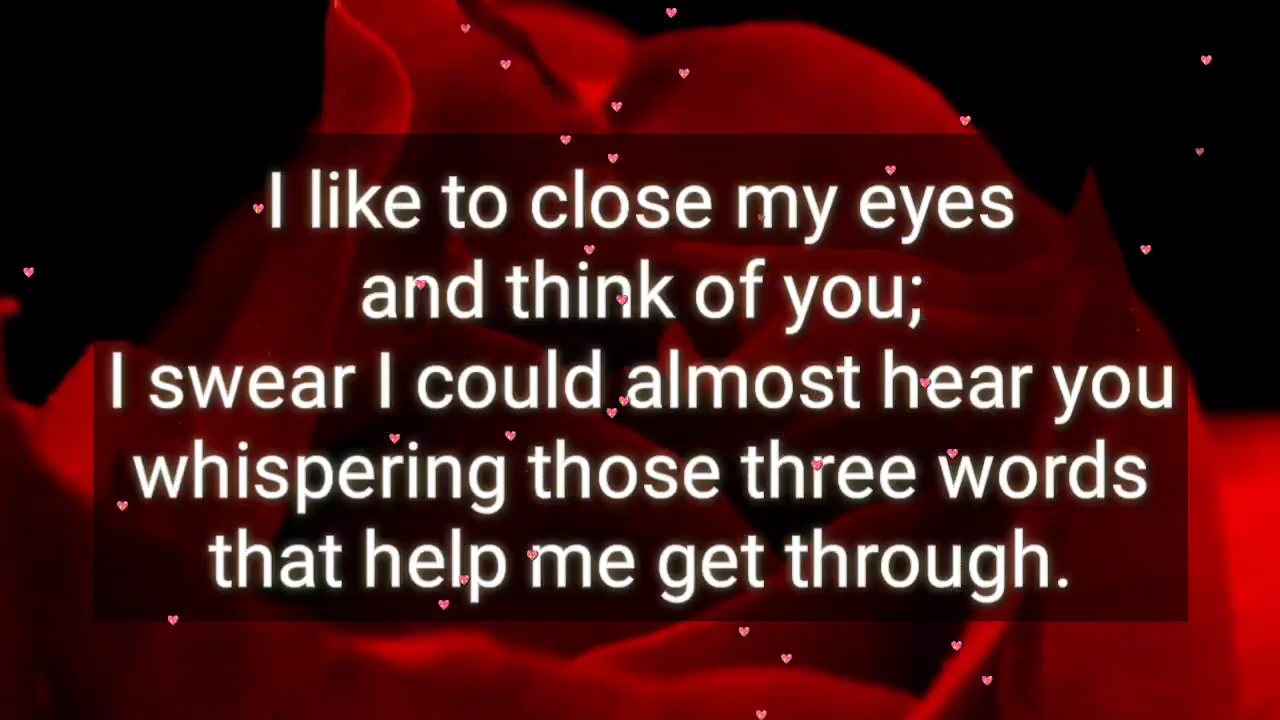 I like to close my eyes
and think of you;
I swear I could almost hear you
whispering those three words
that help me get through.